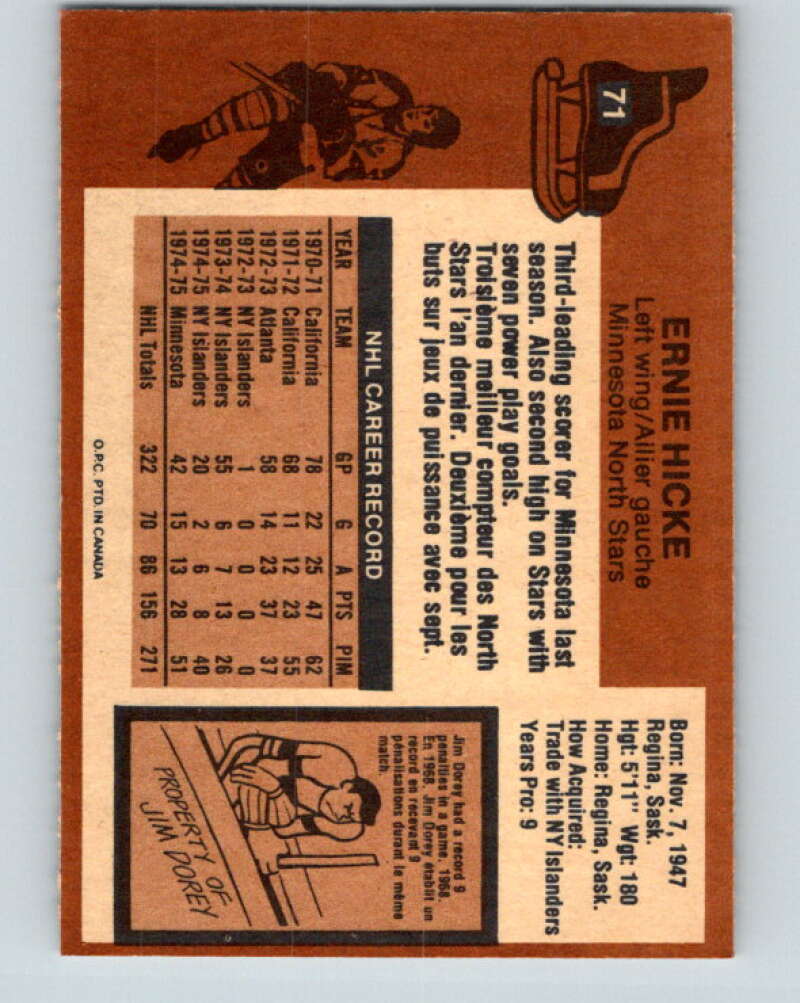 71
ERNIE HICKE
Left wing/Allier gauche
Minnesota North Stars
Born: Nov. 7, 1947
Regina, Sask.
Hgt: 5'11" Wgt: 180
Home: Regina, Sask.
How Acquired:
Trade with NY Islanders
Years Pro: 9
Third-leading scorer for Minnesota last
season. Also second high on Stars with
seven power play goals.
Troisième meilleur compteur des North
Stars l'an dernier. Deuxième pour les
buts sur jeux de puissance avec sept.
NHL CAREER RECORD
YEAR TEAM GP G A PTS PIM
1970-71 California 78 22 25 47 62
1971-72 California 68 11 12 23 55
1972-73 Atlanta 58 14 23 37 37
1972-73 NY Islanders 1 0 0 0 0
1973-74 NY Islanders 55 6 7 13 26
1974-75 NY Islanders 20 2 6 8 40
1974-75 Minnesota 42 15 13 28 51
NHL Totals 322 70 86 156 271
Jim Dorey had a record 9
penalties in a game, 1968.
En 1968, Jim Dorey établit un
record en recevant 9
pénalisations durant le même
match.
PROPERTY OF
JIM DOREY
O.P.C. PTD. IN CANADA